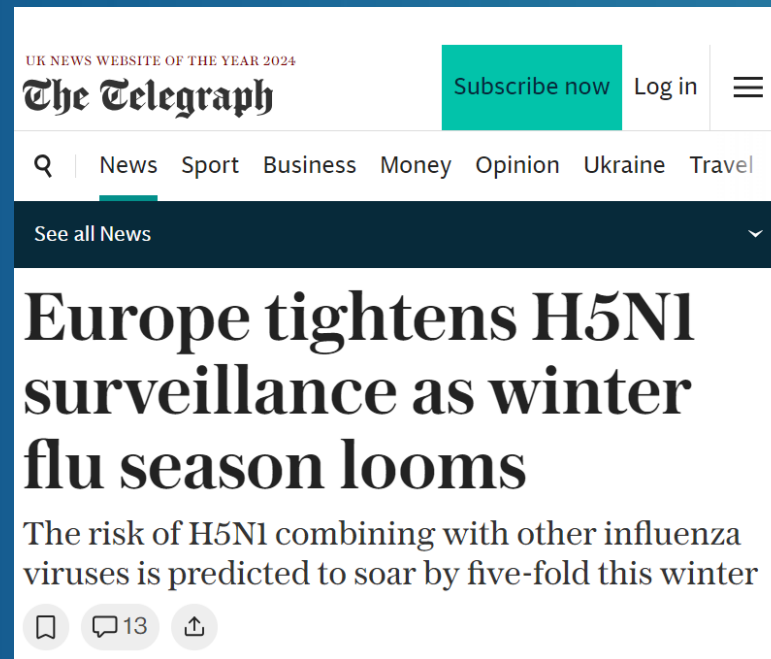 UK NEWS WEBSITE OF THE YEAR 2024
The Telegraph
Subscribe now Log in
News Sport Business Money Opinion Ukraine Travel
See all News
Europe tightens H5N1
surveillance as winter
flu season looms
The risk of H5N1 combining with other influenza
viruses is predicted to soar by five-fold this winter
13